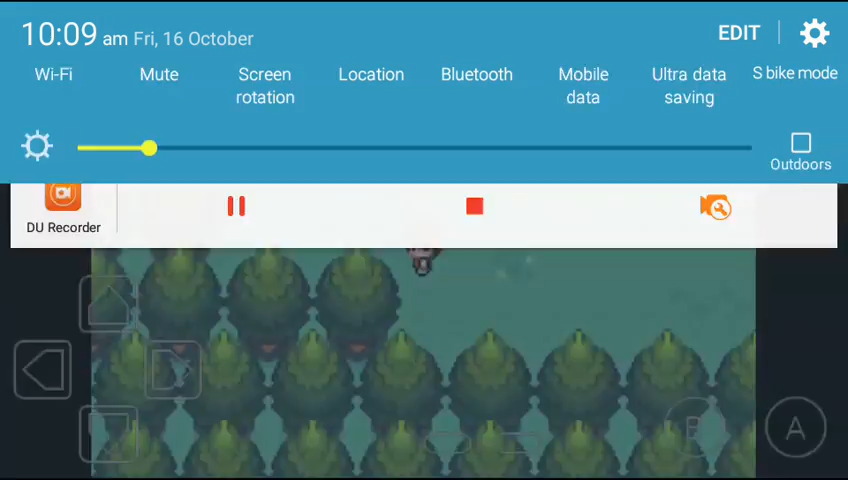 10:09 am Fri, 16 October
EDIT
Wi-Fi
Mute
Screen
rotation
Location
Bluetooth
Mobile
data
Ultra data
saving
S bike mode
Outdoors
DU Recorder
B
A